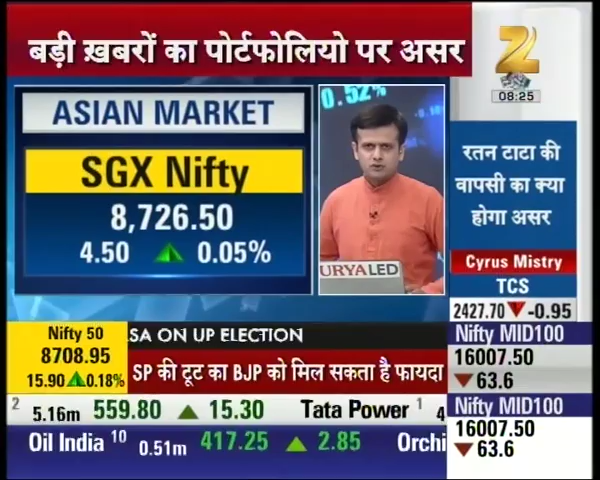 बड़ी ख़बरों का पोर्टफोलियो पर असर
08:25
ASIAN MARKET
SGX Nifty
8,726.50
4.50 0.05%
0.52%
URYA LED
रतन टाटा की
वापसी का क्या
होगा असर
Cyrus Mistry
TCS
2427.70 -0.95
Nifty 50
8708.95
15.90 0.18%
LSA ON UP ELECTION
SP की टूट का BJP को मिल सकता है फायदा
Nifty MID100
16007.50
63.6
2 5.16m 559.80 15.30 Tata Power 1 4
Oil India 10 0.51m 417.25 2.85 Orchi
Nifty MID100
16007.50
63.6